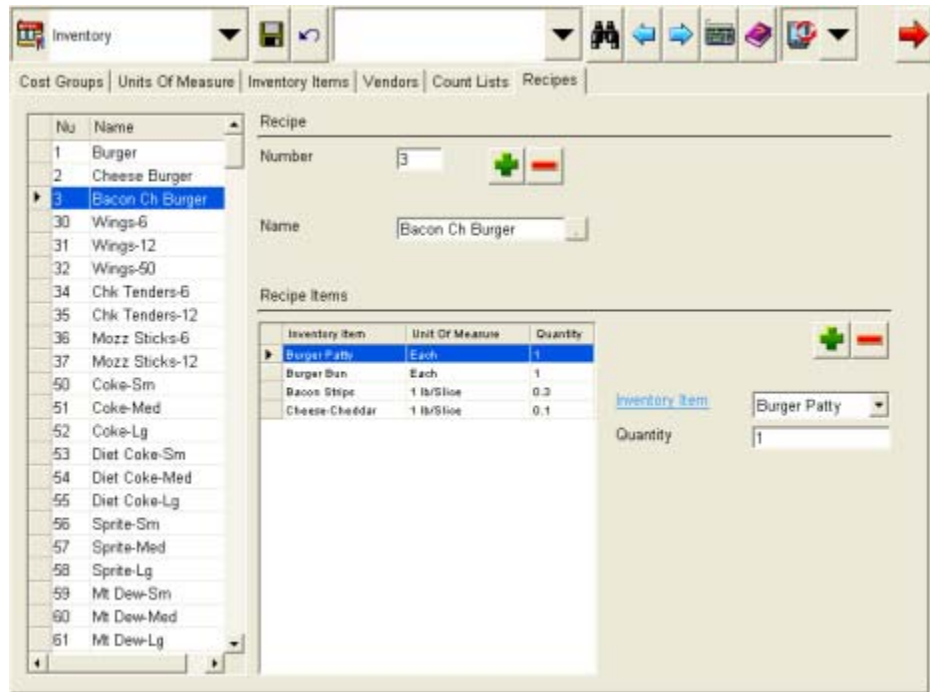 Inventory
Cost Groups Units Of Measure Inventory Items Vendors Count Lists Recipes
Nu Name
1 Burger
2 Cheese Burger
3 Bacon Ch Burger
30 Wings-6
31 Wings-12
32 Wings-50
34 Chk Tenders-6
35 Chk Tenders-12
36 Mozz Sticks-6
37 Mozz Sticks-12
50 Coke-Sm
51 Coke-Med
52 Coke-Lg
53 Diet Coke-Sm
54 Diet Coke-Med
55 Diet Coke-Lg
56 Sprite-Sm
57 Sprite-Med
58 Sprite-Lg
59 Mt Dew-Sm
60 Mt Dew-Med
61 Mt Dew-Lg
Recipe
Number 3
Name Bacon Ch Burger .
Recipe Items
Inventory Item Unit Of Measure Quantity
Burger Patty Each 1
Burger Bun Each 1
Bacon Strips 1 lb/Slice 0.3
Cheese-Cheddar 1 lb/Slice 0.1
Inventory Item Burger Patty
Quantity 1